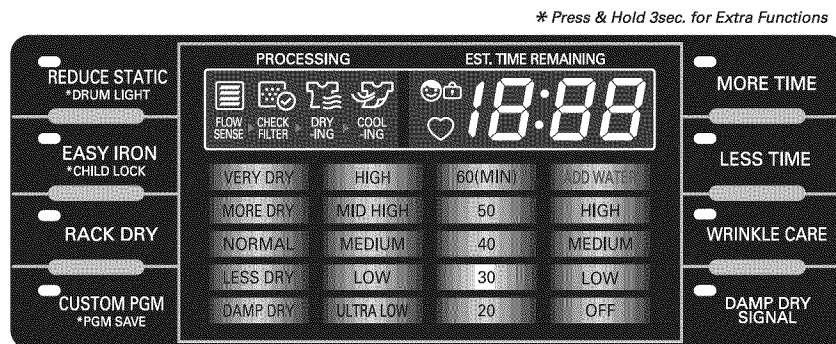 * Press & Hold 3sec. for Extra Functions
REDUCE STATIC
*DRUM LIGHT
EASY IRON
*CHILD LOCK
RACK DRY
CUSTOM PGM
*PGM SAVE
PROCESSING
EST. TIME REMAINING
FLOW SENSE
CHECK FILTER
DRY -ING
COOL -ING
18:88
VERY DRY HIGH 60(MIN) ADD WATER
MORE DRY MID HIGH 50 HIGH
NORMAL MEDIUM 40 MEDIUM
LESS DRY LOW 30 LOW
DAMP DRY ULTRA LOW 20 OFF
MORE TIME
LESS TIME
WRINKLE CARE
DAMP DRY
SIGNAL